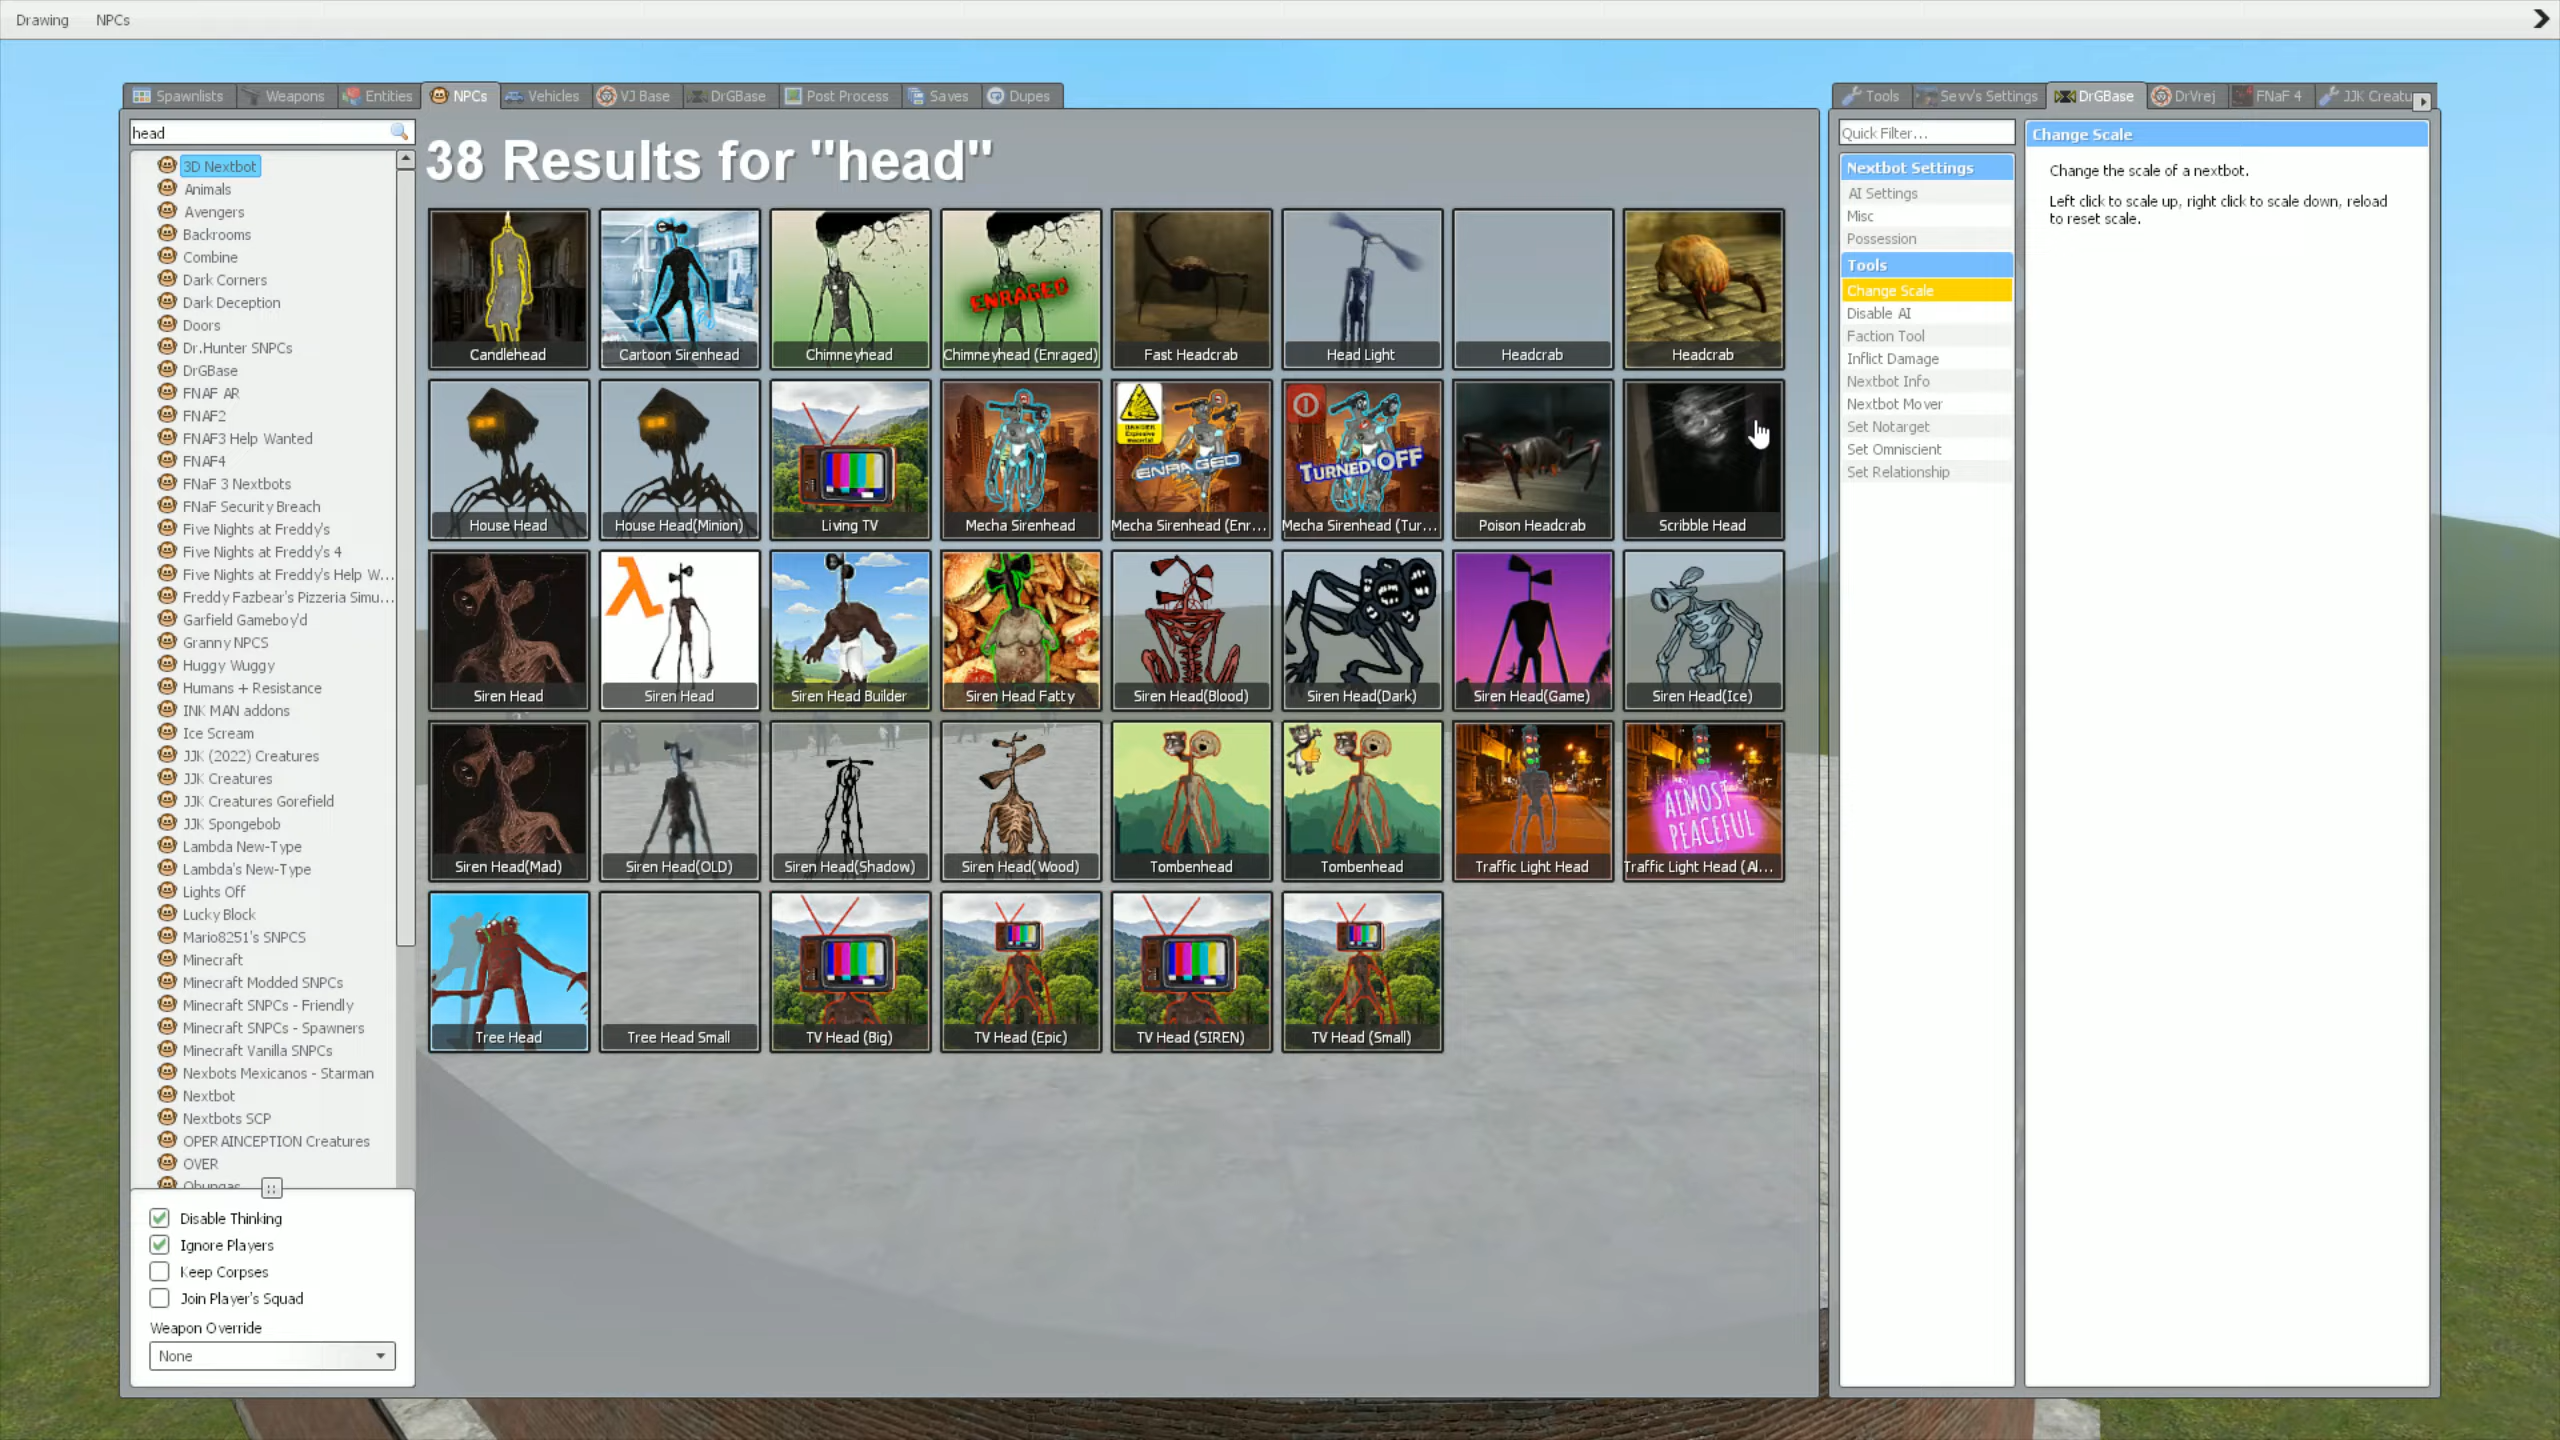 Drawing NPCs
Spawnlists Weapons Entities NPCs Vehicles VJ Base DrGBase Post Process Saves Dupes
Tools Sevv's Settings DrGBase DrVrej FNaF 4 JJK Creatu
head
3D Nextbot
Animals
Avengers
Backrooms
Combine
Dark Corners
Dark Deception
Doors
Dr.Hunter SNPCs
DrGBase
FNAF AR
FNAF2
FNAF3 Help Wanted
FNAF4
FNaF 3 Nextbots
FNaF Security Breach
Five Nights at Freddy's
Five Nights at Freddy's 4
Five Nights at Freddy's Help W...
Freddy Fazbear's Pizzeria Simu...
Garfield Gameboy'd
Granny NPCS
Huggy Wuggy
Humans + Resistance
INK MAN addons
Ice Scream
JJK (2022) Creatures
JJK Creatures
JJK Creatures Gorefield
JJK Spongebob
Lambda New-Type
Lambda's New-Type
Lights Off
Lucky Block
Mario8251's SNPCS
Minecraft
Minecraft Modded SNPCs
Minecraft SNPCs - Friendly
Minecraft SNPCs - Spawners
Minecraft Vanilla SNPCs
Nexbots Mexicanos - Starman
Nextbot
Nextbots SCP
OPERAINCEPTION Creatures
OVER
Disable Thinking
Ignore Players
Keep Corpses
Join Player's Squad
Weapon Override
None
38 Results for "head"
ENRAGED
Candlehead Cartoon Sirenhead Chimneyhead Chimneyhead (Enraged) Fast Headcrab Head Light Headcrab Headcrab
DANGER
ENRAGED
TURNED OFF
House Head House Head(Minion) Living TV Mecha Sirenhead Mecha Sirenhead (Enr... Mecha Sirenhead (Tur... Poison Headcrab Scribble Head
λ
Siren Head Siren Head Siren Head Builder Siren Head Fatty Siren Head(Blood) Siren Head(Dark) Siren Head(Game) Siren Head(Ice)
ALMOST
PEACEFUL
Siren Head(Mad) Siren Head(OLD) Siren Head(Shadow) Siren Head(Wood) Tombenhead Tombenhead Traffic Light Head Traffic Light Head (Al...
Tree Head Tree Head Small TV Head (Big) TV Head (Epic) TV Head (SIREN) TV Head (Small)
Quick Filter...
Nextbot Settings
AI Settings
Misc
Possession
Tools
Change Scale
Disable AI
Faction Tool
Inflict Damage
Nextbot Info
Nextbot Mover
Set Notarget
Set Omniscient
Set Relationship
Change Scale
Change the scale of a nextbot.
Left click to scale up, right click to scale down, reload
to reset scale.